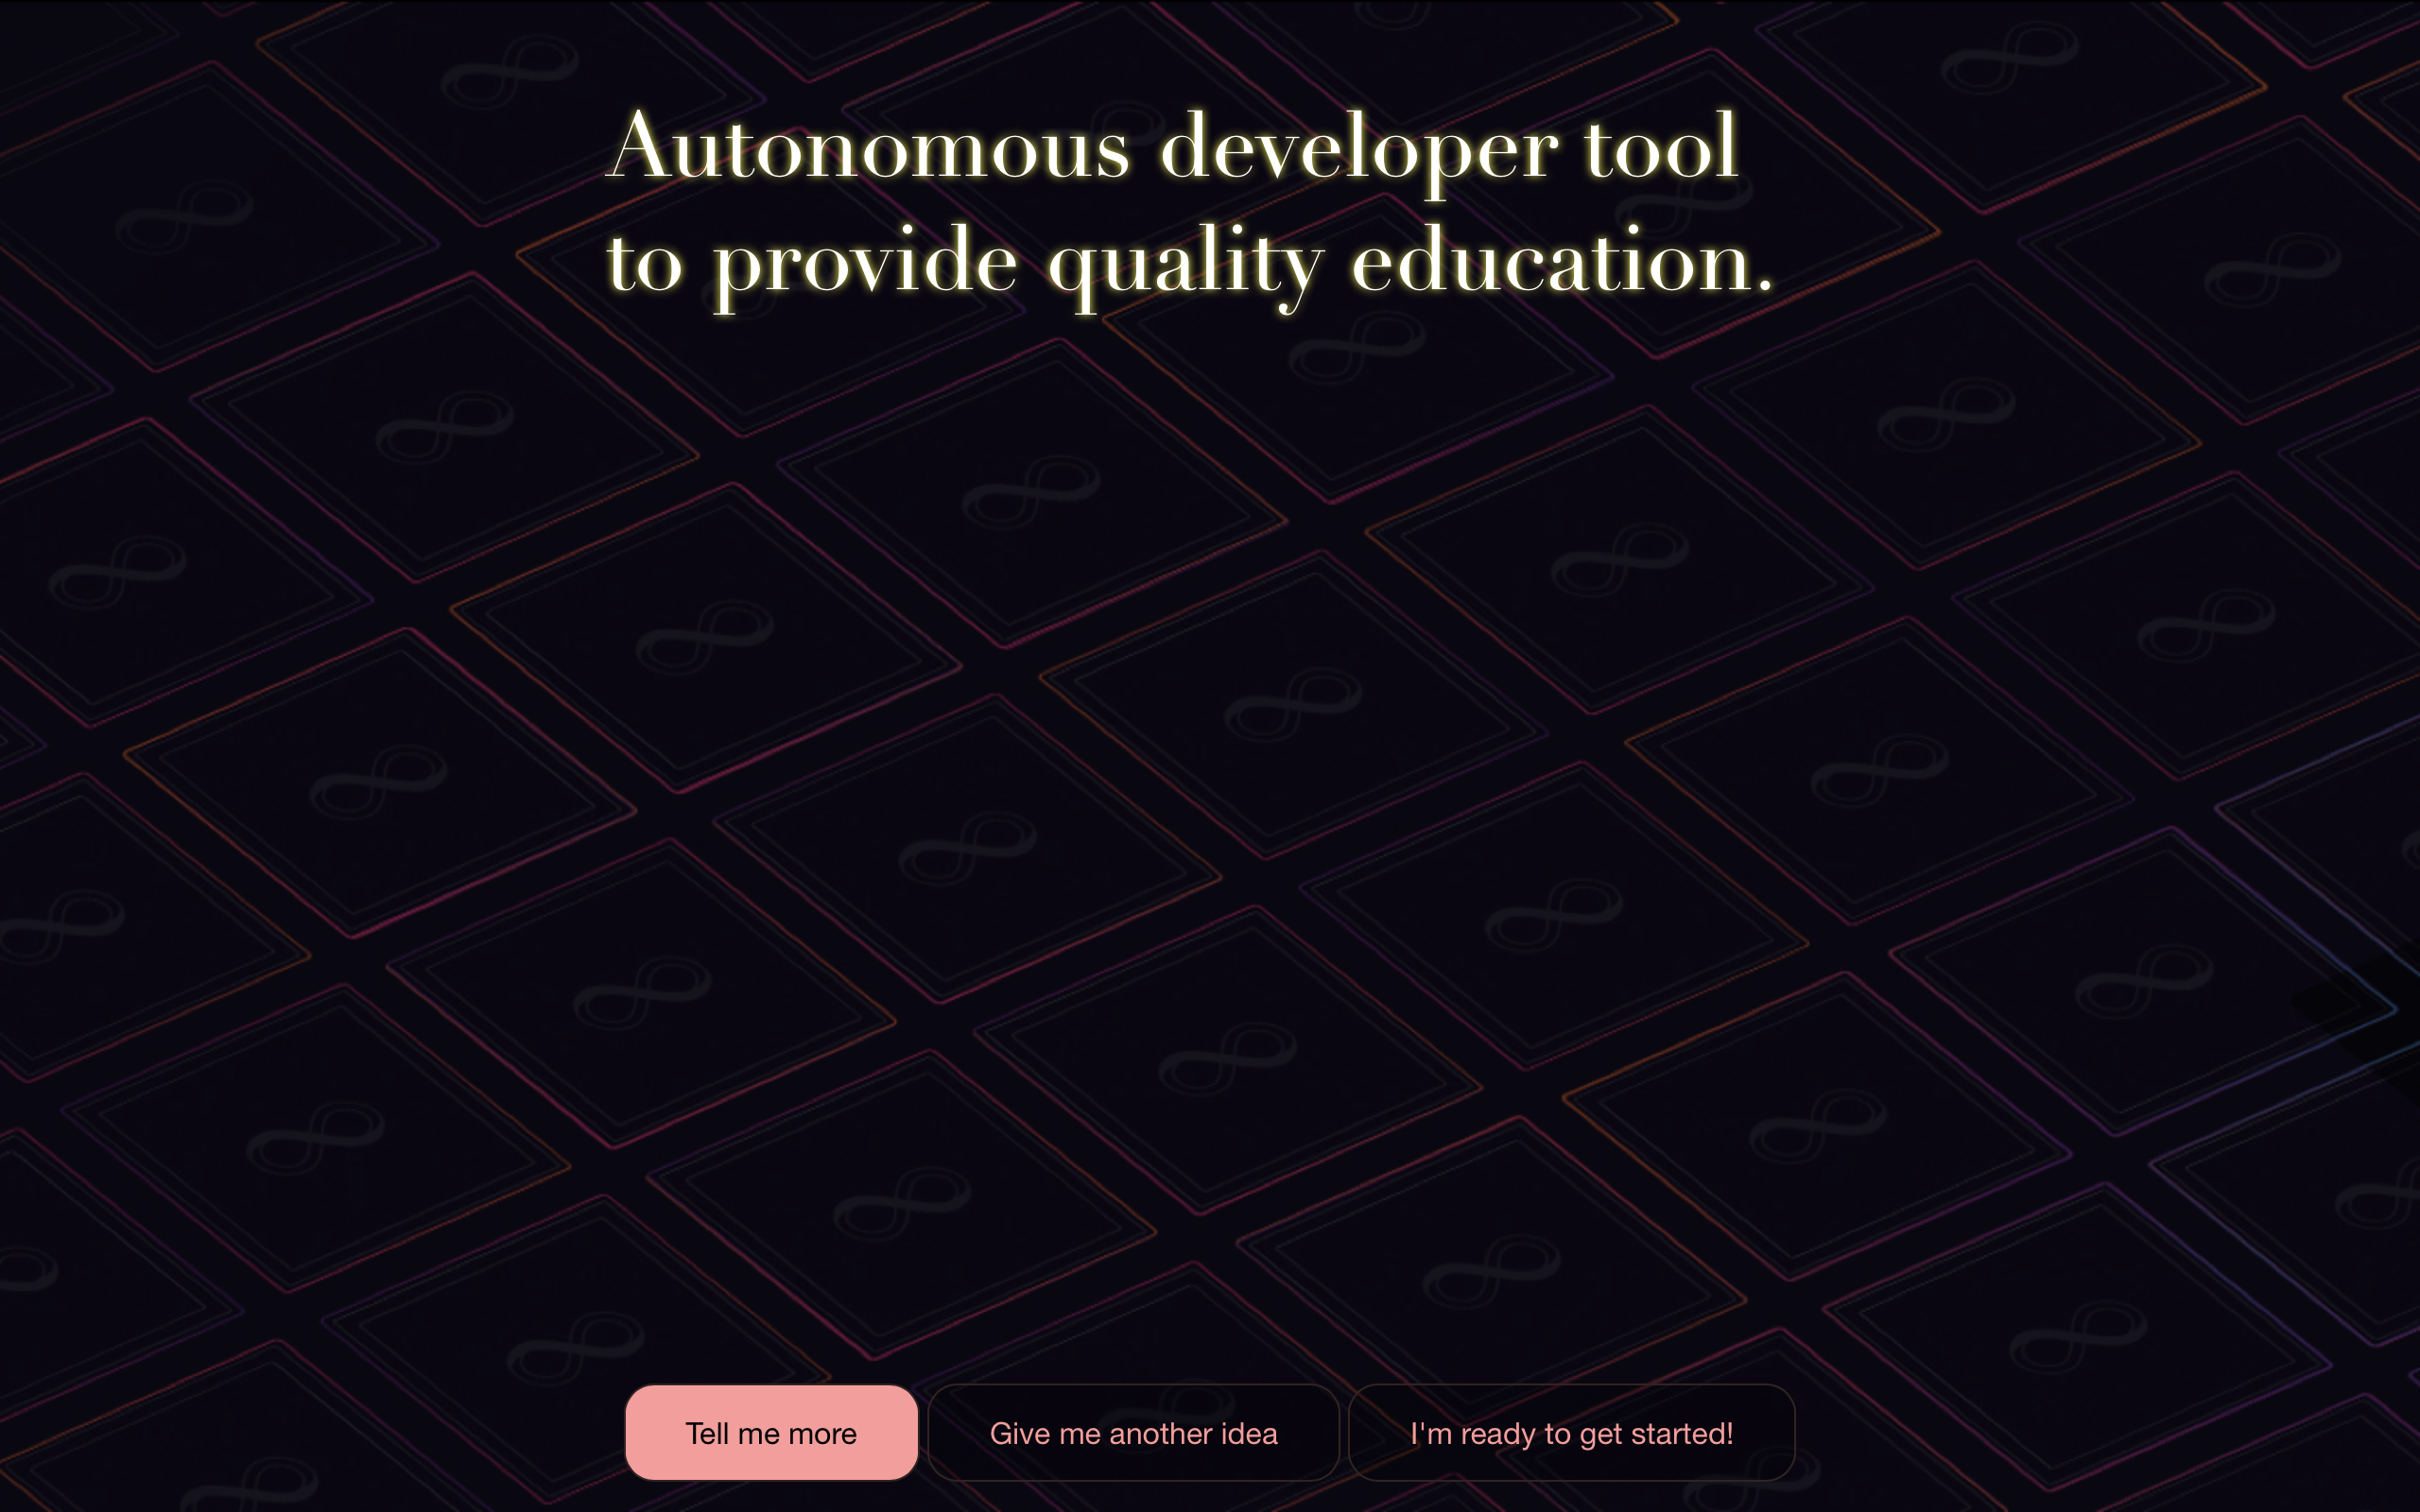 Autonomous developer tool
to provide quality education.
Tell me more
Give me another idea
I'm ready to get started!